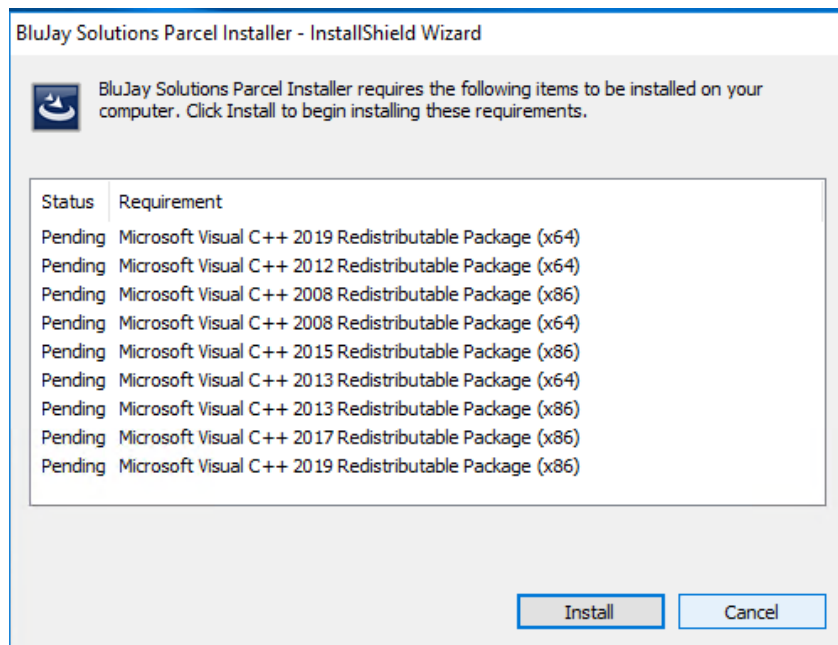 BluJay Solutions Parcel Installer - InstallShield Wizard
BluJay Solutions Parcel Installer requires the following items to be installed on your
computer. Click Install to begin installing these requirements.
Status Requirement
Pending Microsoft Visual C++ 2019 Redistributable Package (x64)
Pending Microsoft Visual C++ 2012 Redistributable Package (x64)
Pending Microsoft Visual C++ 2008 Redistributable Package (x86)
Pending Microsoft Visual C++ 2008 Redistributable Package (x64)
Pending Microsoft Visual C++ 2015 Redistributable Package (x86)
Pending Microsoft Visual C++ 2013 Redistributable Package (x64)
Pending Microsoft Visual C++ 2013 Redistributable Package (x86)
Pending Microsoft Visual C++ 2017 Redistributable Package (x86)
Pending Microsoft Visual C++ 2019 Redistributable Package (x86)
Install Cancel